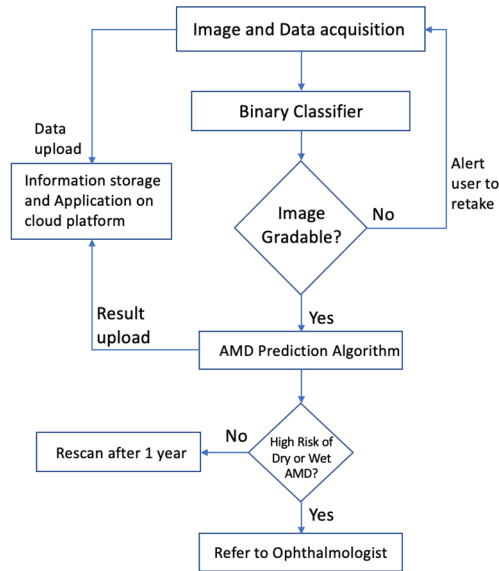 Image and Data acquisition
Binary Classifier
Data
upload
Alert
user to
retake
Information storage
and Application on
cloud platform
Image
Gradable?
No
Yes
Result
upload
AMD Prediction Algorithm
High Risk of
Dry or Wet
AMD?
No
Rescan after 1 year
Yes
Refer to Ophthalmologist